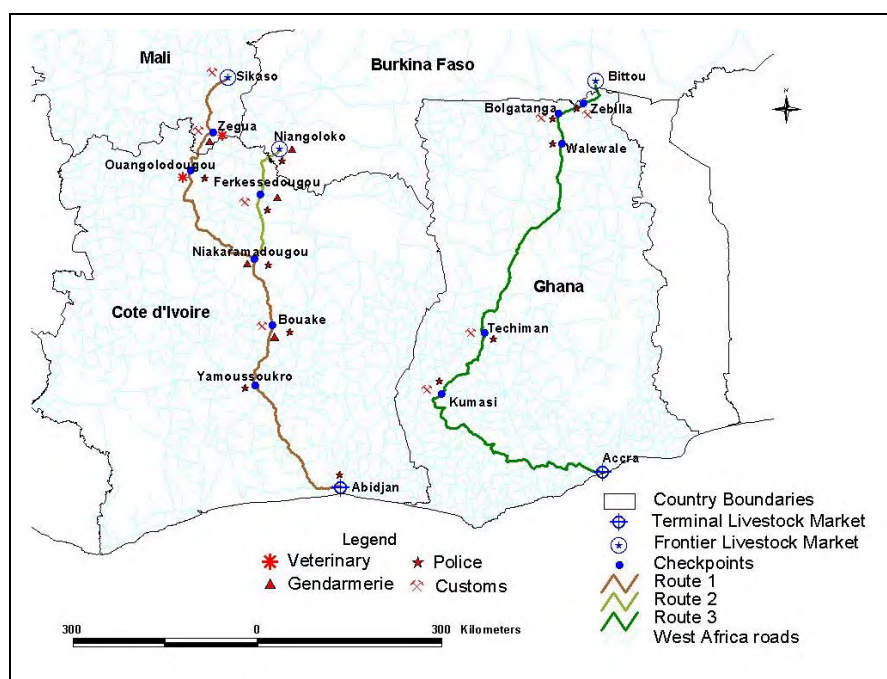 Mali
Burkina Faso
Sikaso
Bittou
Bolgatanga
Zebilla
Zegua
Niangoloko
Walewale
Ouangolodougou
Ferkessedougou
Niakaramadougou
Ghana
Cote d'Ivoire
Bouake
Techiman
Yamoussoukro
Kumasi
Accra
Abidjan
Legend
Veterinary
Police
Gendarmerie
Customs
Country Boundaries
Terminal Livestock Market
Frontier Livestock Market
Checkpoints
Route 1
Route 2
Route 3
West Africa roads
300 0 300 Kilometers